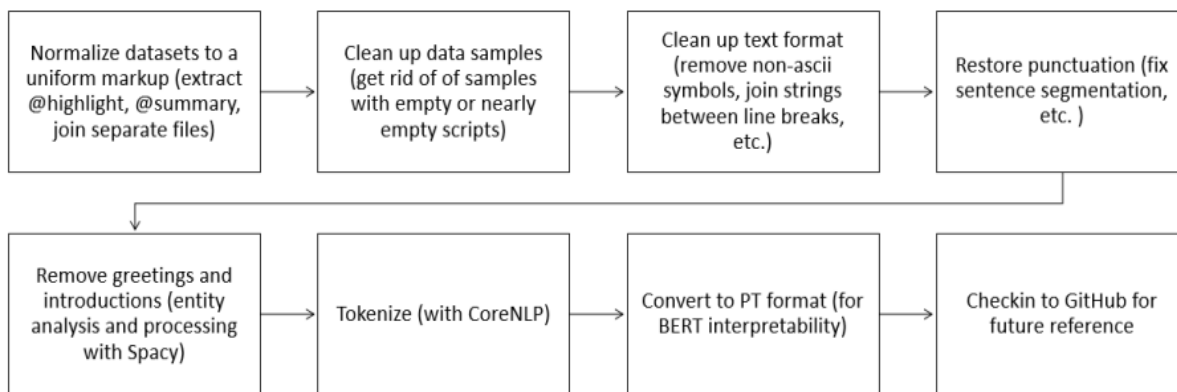 Normalize datasets to a
uniform markup (extract
@highlight, @summary,
join separate files)
Clean up data samples
(get rid of of samples
with empty or nearly
empty scripts)
Clean up text format
(remove non-ascii
symbols, join strings
between line breaks,
etc.)
Restore punctuation (fix
sentence segmentation,
etc. )
Remove greetings and
introductions (entity
analysis and processing
with Spacy)
Tokenize (with CoreNLP)
Convert to PT format (for
BERT interpretability)
Checkin to GitHub for
future reference